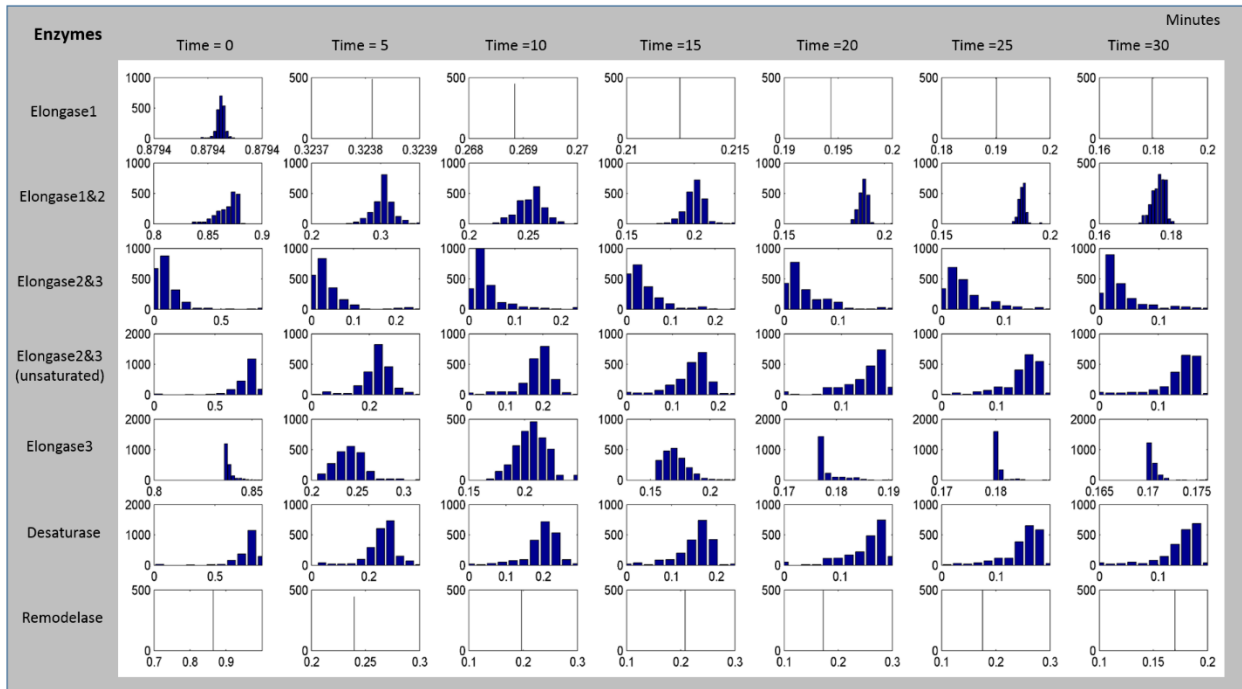 Minutes
Enzymes
Time = 0 Time = 5 Time =10 Time =15 Time =20 Time =25 Time =30
1000 500 500 500 500 500 500
Elongase1
500
0 0 0 0 0 0 0
0.8794 0.8794 0.8794 0.3237 0.3238 0.3239 0.268 0.269 0.27 0.21 0.215 0.19 0.195 0.2 0.18 0.19 0.2 0.16 0.18 0.2
1000 1000 1000 1000 1000 1000 500
Elongase1&2
500 500 500 500 500 500
0 0 0 0 0 0 0
0.8 0.85 0.9 0.2 0.3 0.2 0.25 0.15 0.2 0.15 0.2 0.15 0.2 0.16 0.18
1000 1000 1000 1000 1000 1000 1000
Elongase2&3
500 500 500 500 500 500 500
0 0 0 0 0 0 0
0 0.5 0 0.1 0.2 0 0.1 0.2 0 0.1 0.2 0 0.1 0 0.1 0 0.1
2000 1000 1000 1000 1000 1000 1000
Elongase2&3
(unsaturated)
1000 500 500 500 500 500 500
0 0 0 0 0 0 0
0 0.5 0 0.2 0 0.1 0.2 0 0.1 0.2 0 0.1 0 0.1 0 0.1
2000 1000 500 1000 2000 2000 2000
Elongase3
1000 500 500 1000 1000 1000
0 0 0 0 0 0 0
0.8 0.85 0.2 0.25 0.3 0.15 0.2 0.15 0.2 0.17 0.18 0.19 0.17 0.18 0.165 0.17 0.175
2000 1000 1000 1000 1000 1000 1000
Desaturase
1000 500 500 500 500 500 500
0 0 0 0 0 0 0
0 0.5 0 0.2 0 0.1 0.2 0 0.1 0.2 0 0.1 0 0.1 0.2 0.3 0 0.1
500 500 500 500 500 500 500
Remodelase
0 0 0 0 0 0 0
0.7 0.8 0.9 0.2 0.25 0.3 0.1 0.2 0.3 0.1 0.2 0.3 0.1 0.2 0.3 0.1 0.2 0.3 0.1 0.15 0.2